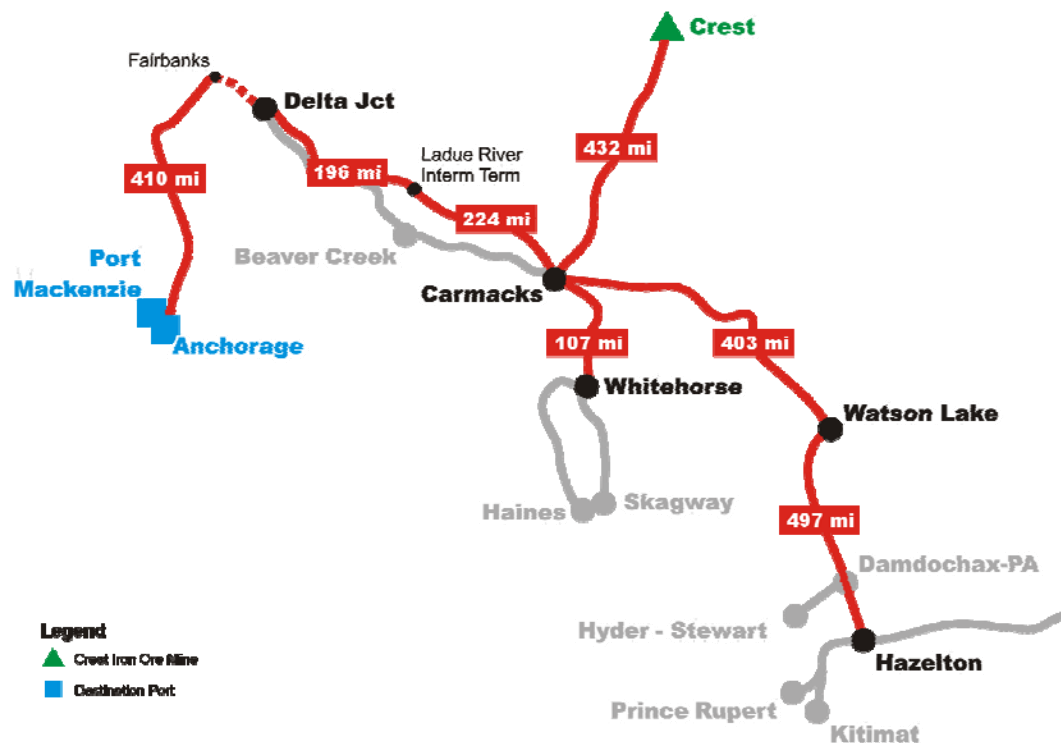 Crest
Fairbanks
Delta Jct
432 mi
Ladue River
Interm Term
196 mi
410 mi
224 mi
Beaver Creek
Port
Mackenzie
Carmacks
Anchorage
107 mi
403 mi
Whitehorse
Watson Lake
Haines
Skagway
497 mi
Damdochax-PA
Hyder - Stewart
Hazelton
Prince Rupert
Kitimat
Legend
Crest Iron Ore Mine
Destination Port